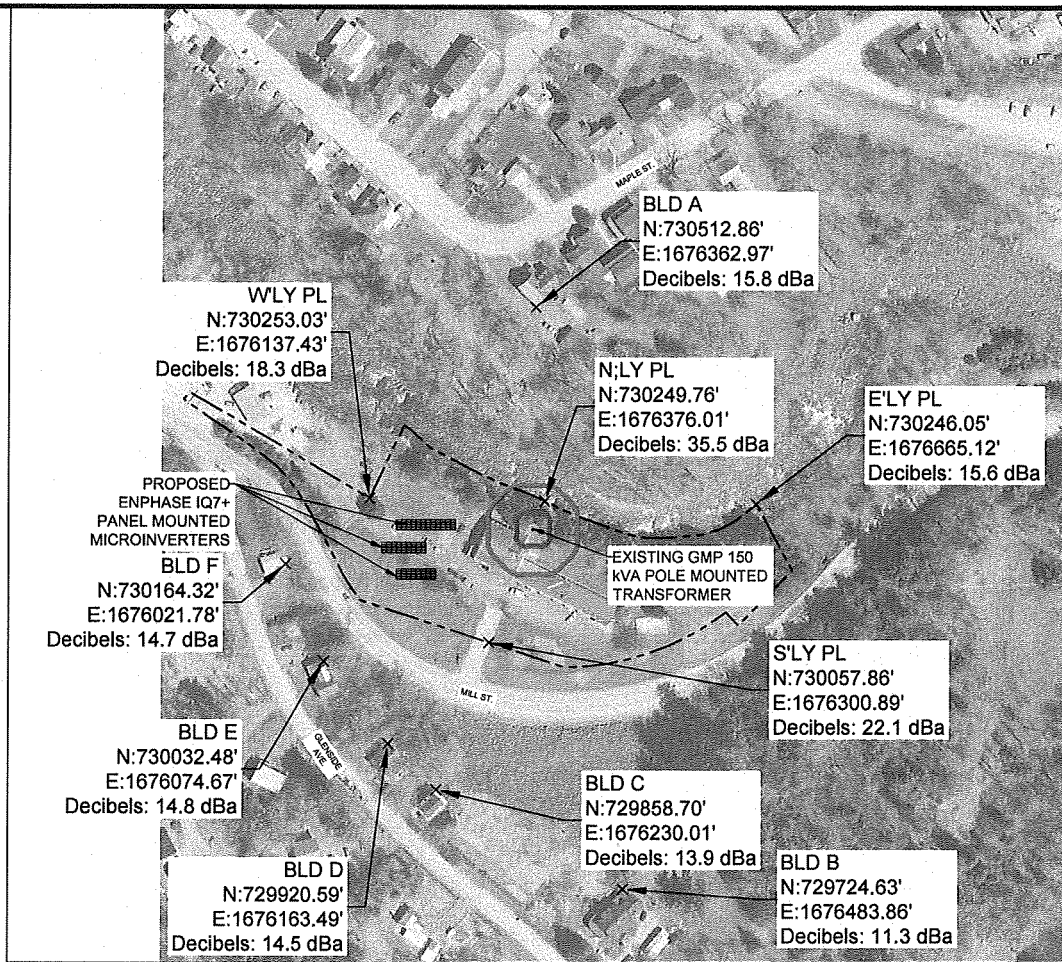 MAPLE ST.
BLD A
N:730512.86'
E:1676362.97'
Decibels: 15.8 dBa
W'LY PL
N:730253.03'
E:1676137.43'
Decibels: 18.3 dBa
N;LY PL
N:730249.76'
E:1676376.01'
Decibels: 35.5 dBa
E'LY PL
N:730246.05'
E:1676665.12'
Decibels: 15.6 dBa
PROPOSED
ENPHASE IQ7+
PANEL MOUNTED
MICROINVERTERS
EXISTING GMP 150
kVA POLE MOUNTED
TRANSFORMER
BLD F
N:730164.32'
E:1676021.78'
Decibels: 14.7 dBa
S'LY PL
N:730057.86'
E:1676300.89'
Decibels: 22.1 dBa
MILL ST.
BLD E
N:730032.48'
E:1676074.67'
Decibels: 14.8 dBa
GLENSIDE
AVE
BLD C
N:729858.70'
E:1676230.01'
Decibels: 13.9 dBa
BLD D
N:729920.59'
E:1676163.49'
Decibels: 14.5 dBa
BLD B
N:729724.63'
E:1676483.86'
Decibels: 11.3 dBa